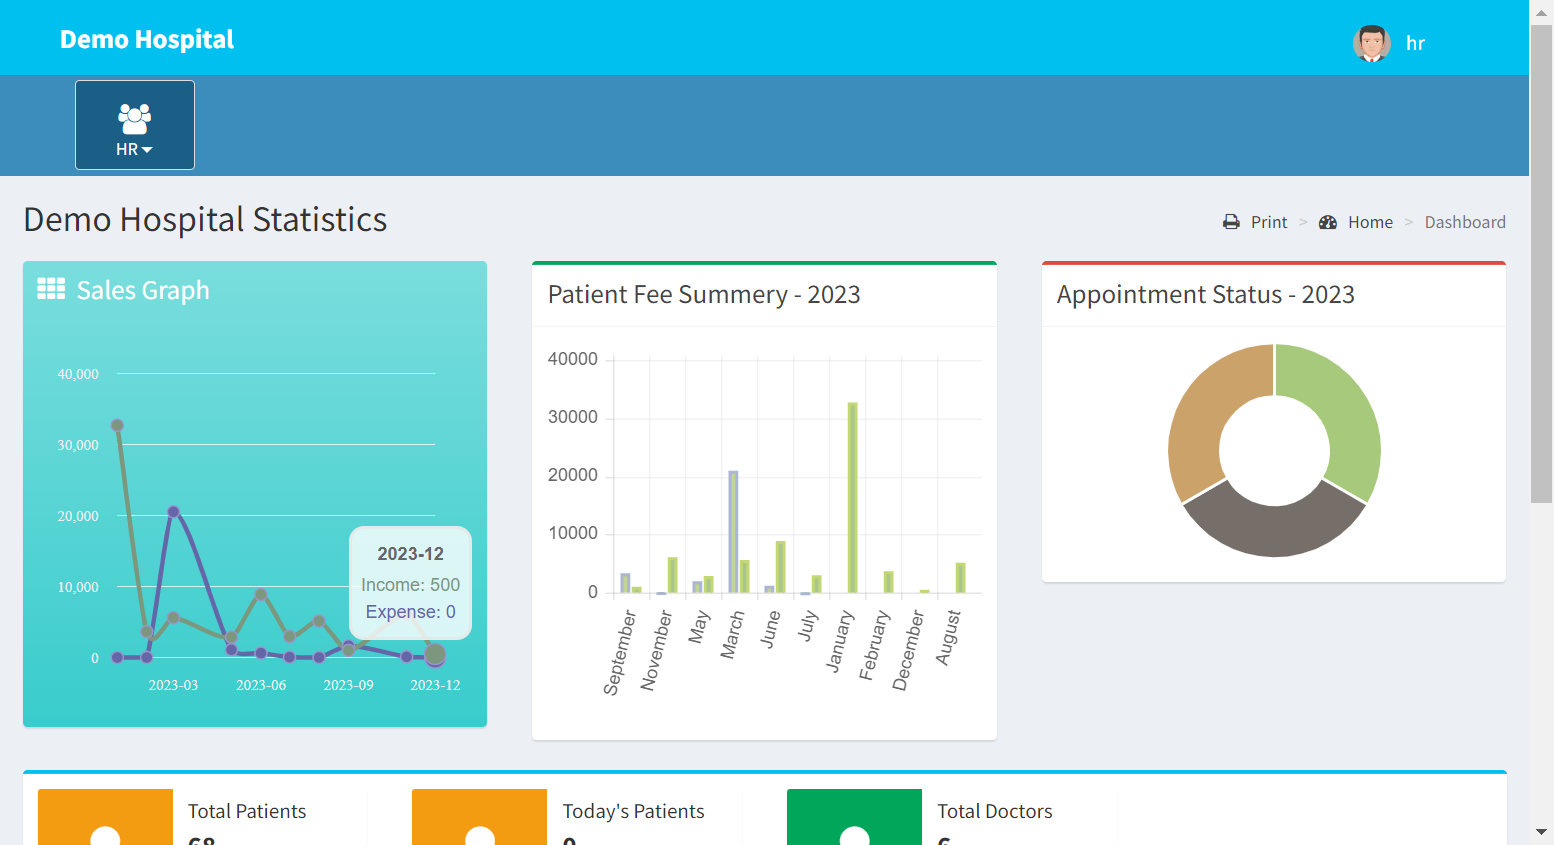 Demo Hospital
hr
HR
Demo Hospital Statistics
Print > Home > Dashboard
Sales Graph
40,000
30,000
20,000
10,000
0
2023-03
2023-06
2023-09
2023-12
2023-12
Income: 500
Expense: 0
Patient Fee Summery - 2023
40000
30000
20000
10000
0
September
November
May
March
June
July
January
February
December
August
Appointment Status - 2023
Total Patients
68
Today's Patients
0
Total Doctors
6